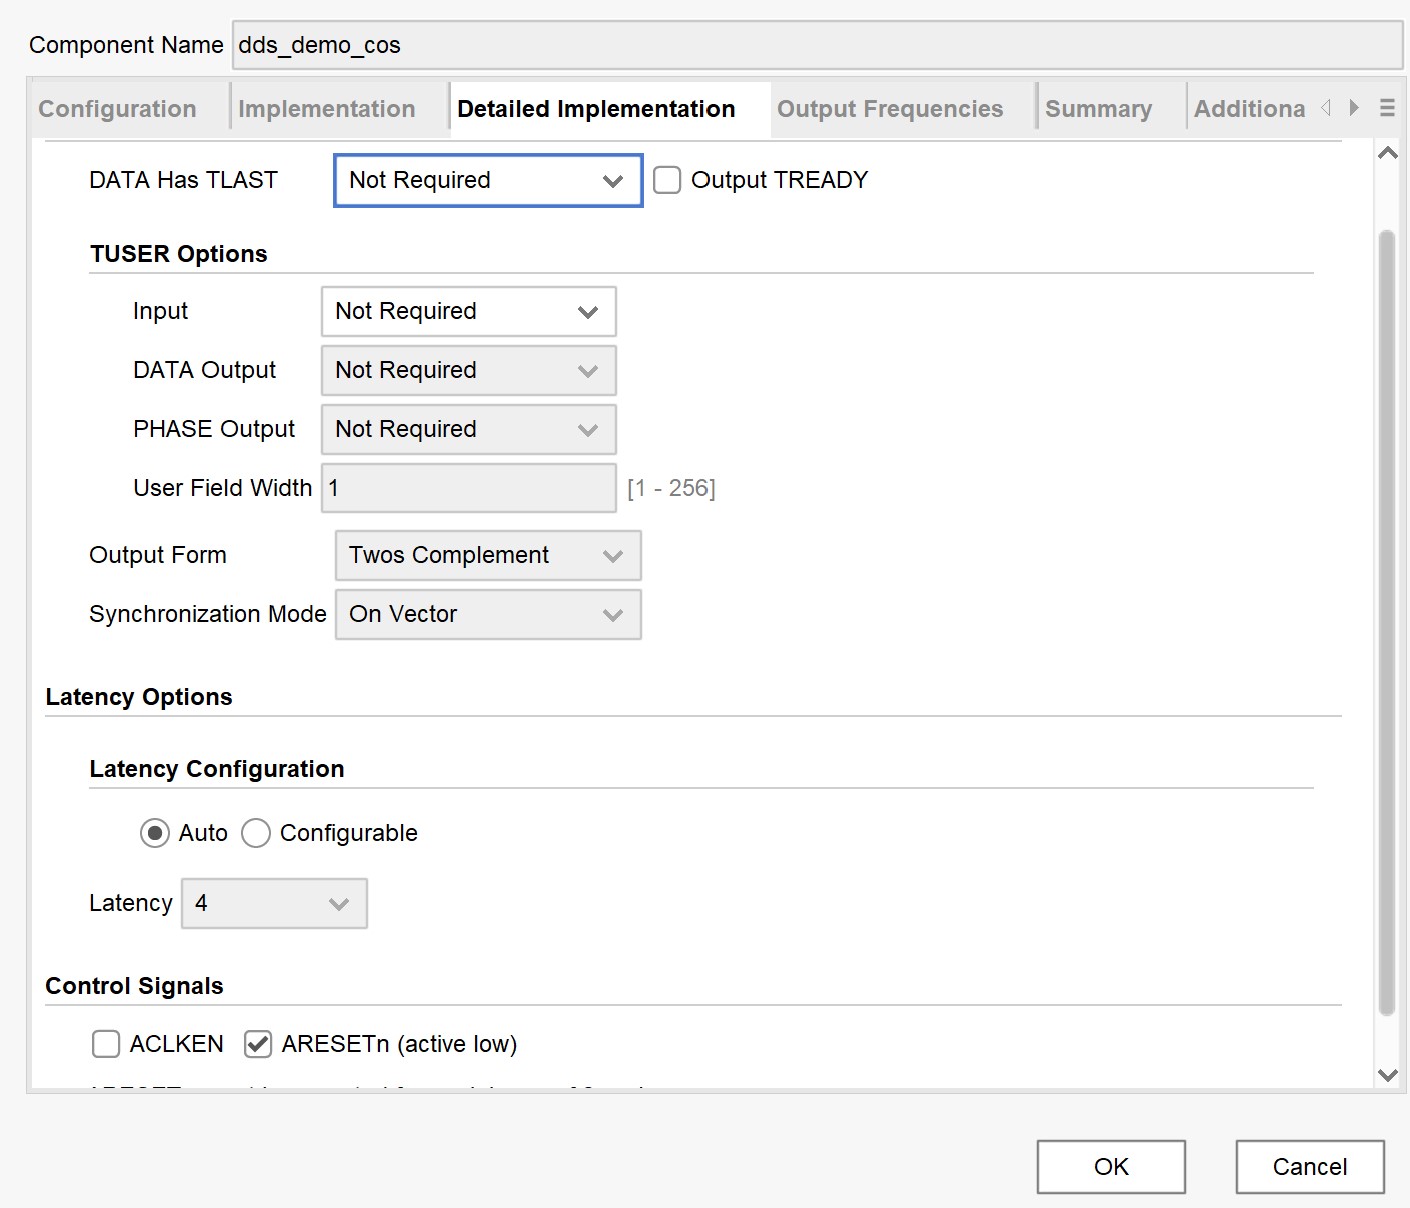 Component Name dds_demo_cos
Configuration Implementation Detailed Implementation Output Frequencies Summary Additiona
DATA Has TLAST Not Required Output TREADY
TUSER Options
Input Not Required
DATA Output Not Required
PHASE Output Not Required
User Field Width 1 [1 - 256]
Output Form Twos Complement
Synchronization Mode On Vector
Latency Options
Latency Configuration
Auto Configurable
Latency 4
Control Signals
ACLKEN ARESETn (active low)
OK Cancel